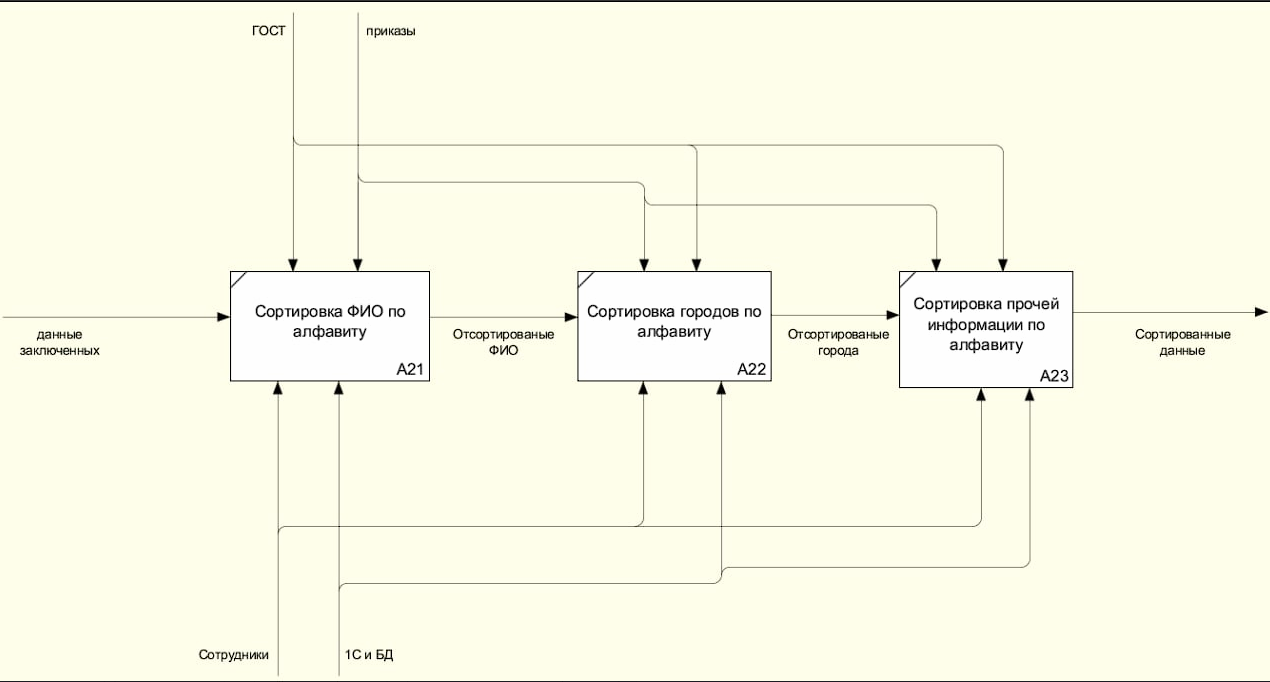 ГОСТ
приказы
Сортировка ФИО по
алфавиту
A21
Сортировка городов по
алфавиту
A22
Сортировка прочей
информации по
алфавиту
A23
данные
заключенных
Отсортированые
ФИО
Отсортированые
города
Сортированные
данные
Сотрудники
1С и БД